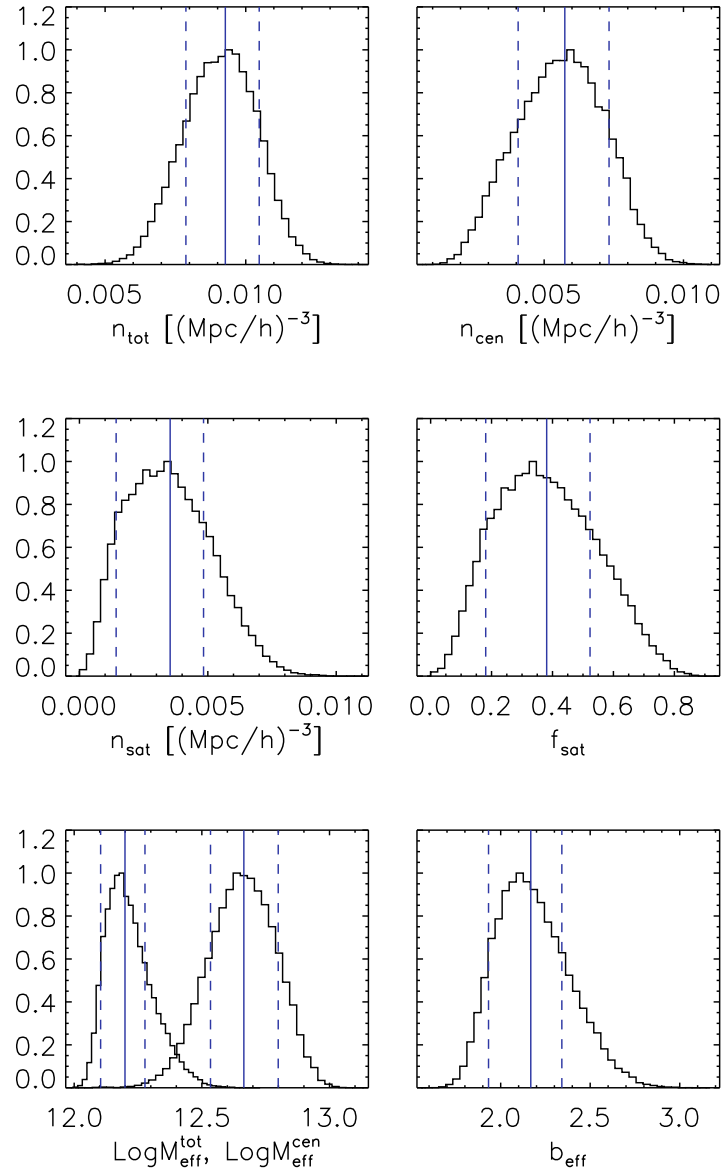 1.2
1.0
0.8
0.6
0.4
0.2
0.0
0.005 0.010
n_tot [(Mpc/h)^−3]
0.005 0.010
n_cen [(Mpc/h)^−3]
1.2
1.0
0.8
0.6
0.4
0.2
0.0
0.000 0.005 0.010
n_sat [(Mpc/h)^−3]
0.0 0.2 0.4 0.6 0.8
f_sat
1.2
1.0
0.8
0.6
0.4
0.2
0.0
12.0 12.5 13.0
LogM_eff^tot, LogM_eff^cen
2.0 2.5 3.0
b_eff